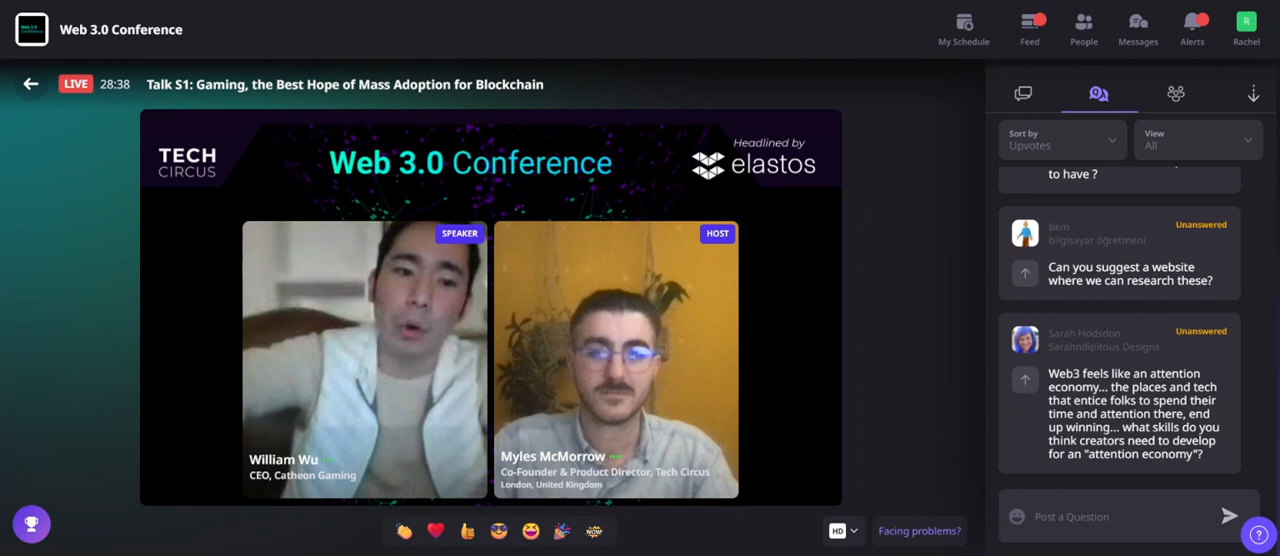 Web 3.0 Conference
Web 3.0 Conference
My Schedule
Feed
People
Messages
Alerts
R
Rachel
LIVE 28:38 Talk S1: Gaming, the Best Hope of Mass Adoption for Blockchain
TECH
CIRCUS
Web 3.0 Conference
Headlined by
elastos
SPEAKER
William Wu
CEO, Catheon Gaming
HOST
Myles McMorrow
Co-Founder & Product Director, Tech Circus
London, United Kingdom
WOW
HD
Facing problems?
Sort by
Upvotes
View
All
to have ?
bkm
bilgisayar öğretmeni
Unanswered
Can you suggest a website
where we can research these?
Sarah Hodsdon
Sarahndipitous Designs
Unanswered
Web3 feels like an attention
economy... the places and tech
that entice folks to spend their
time and attention there, end
up winning... what skills do you
think creators need to develop
for an "attention economy"?
Post a Question
?